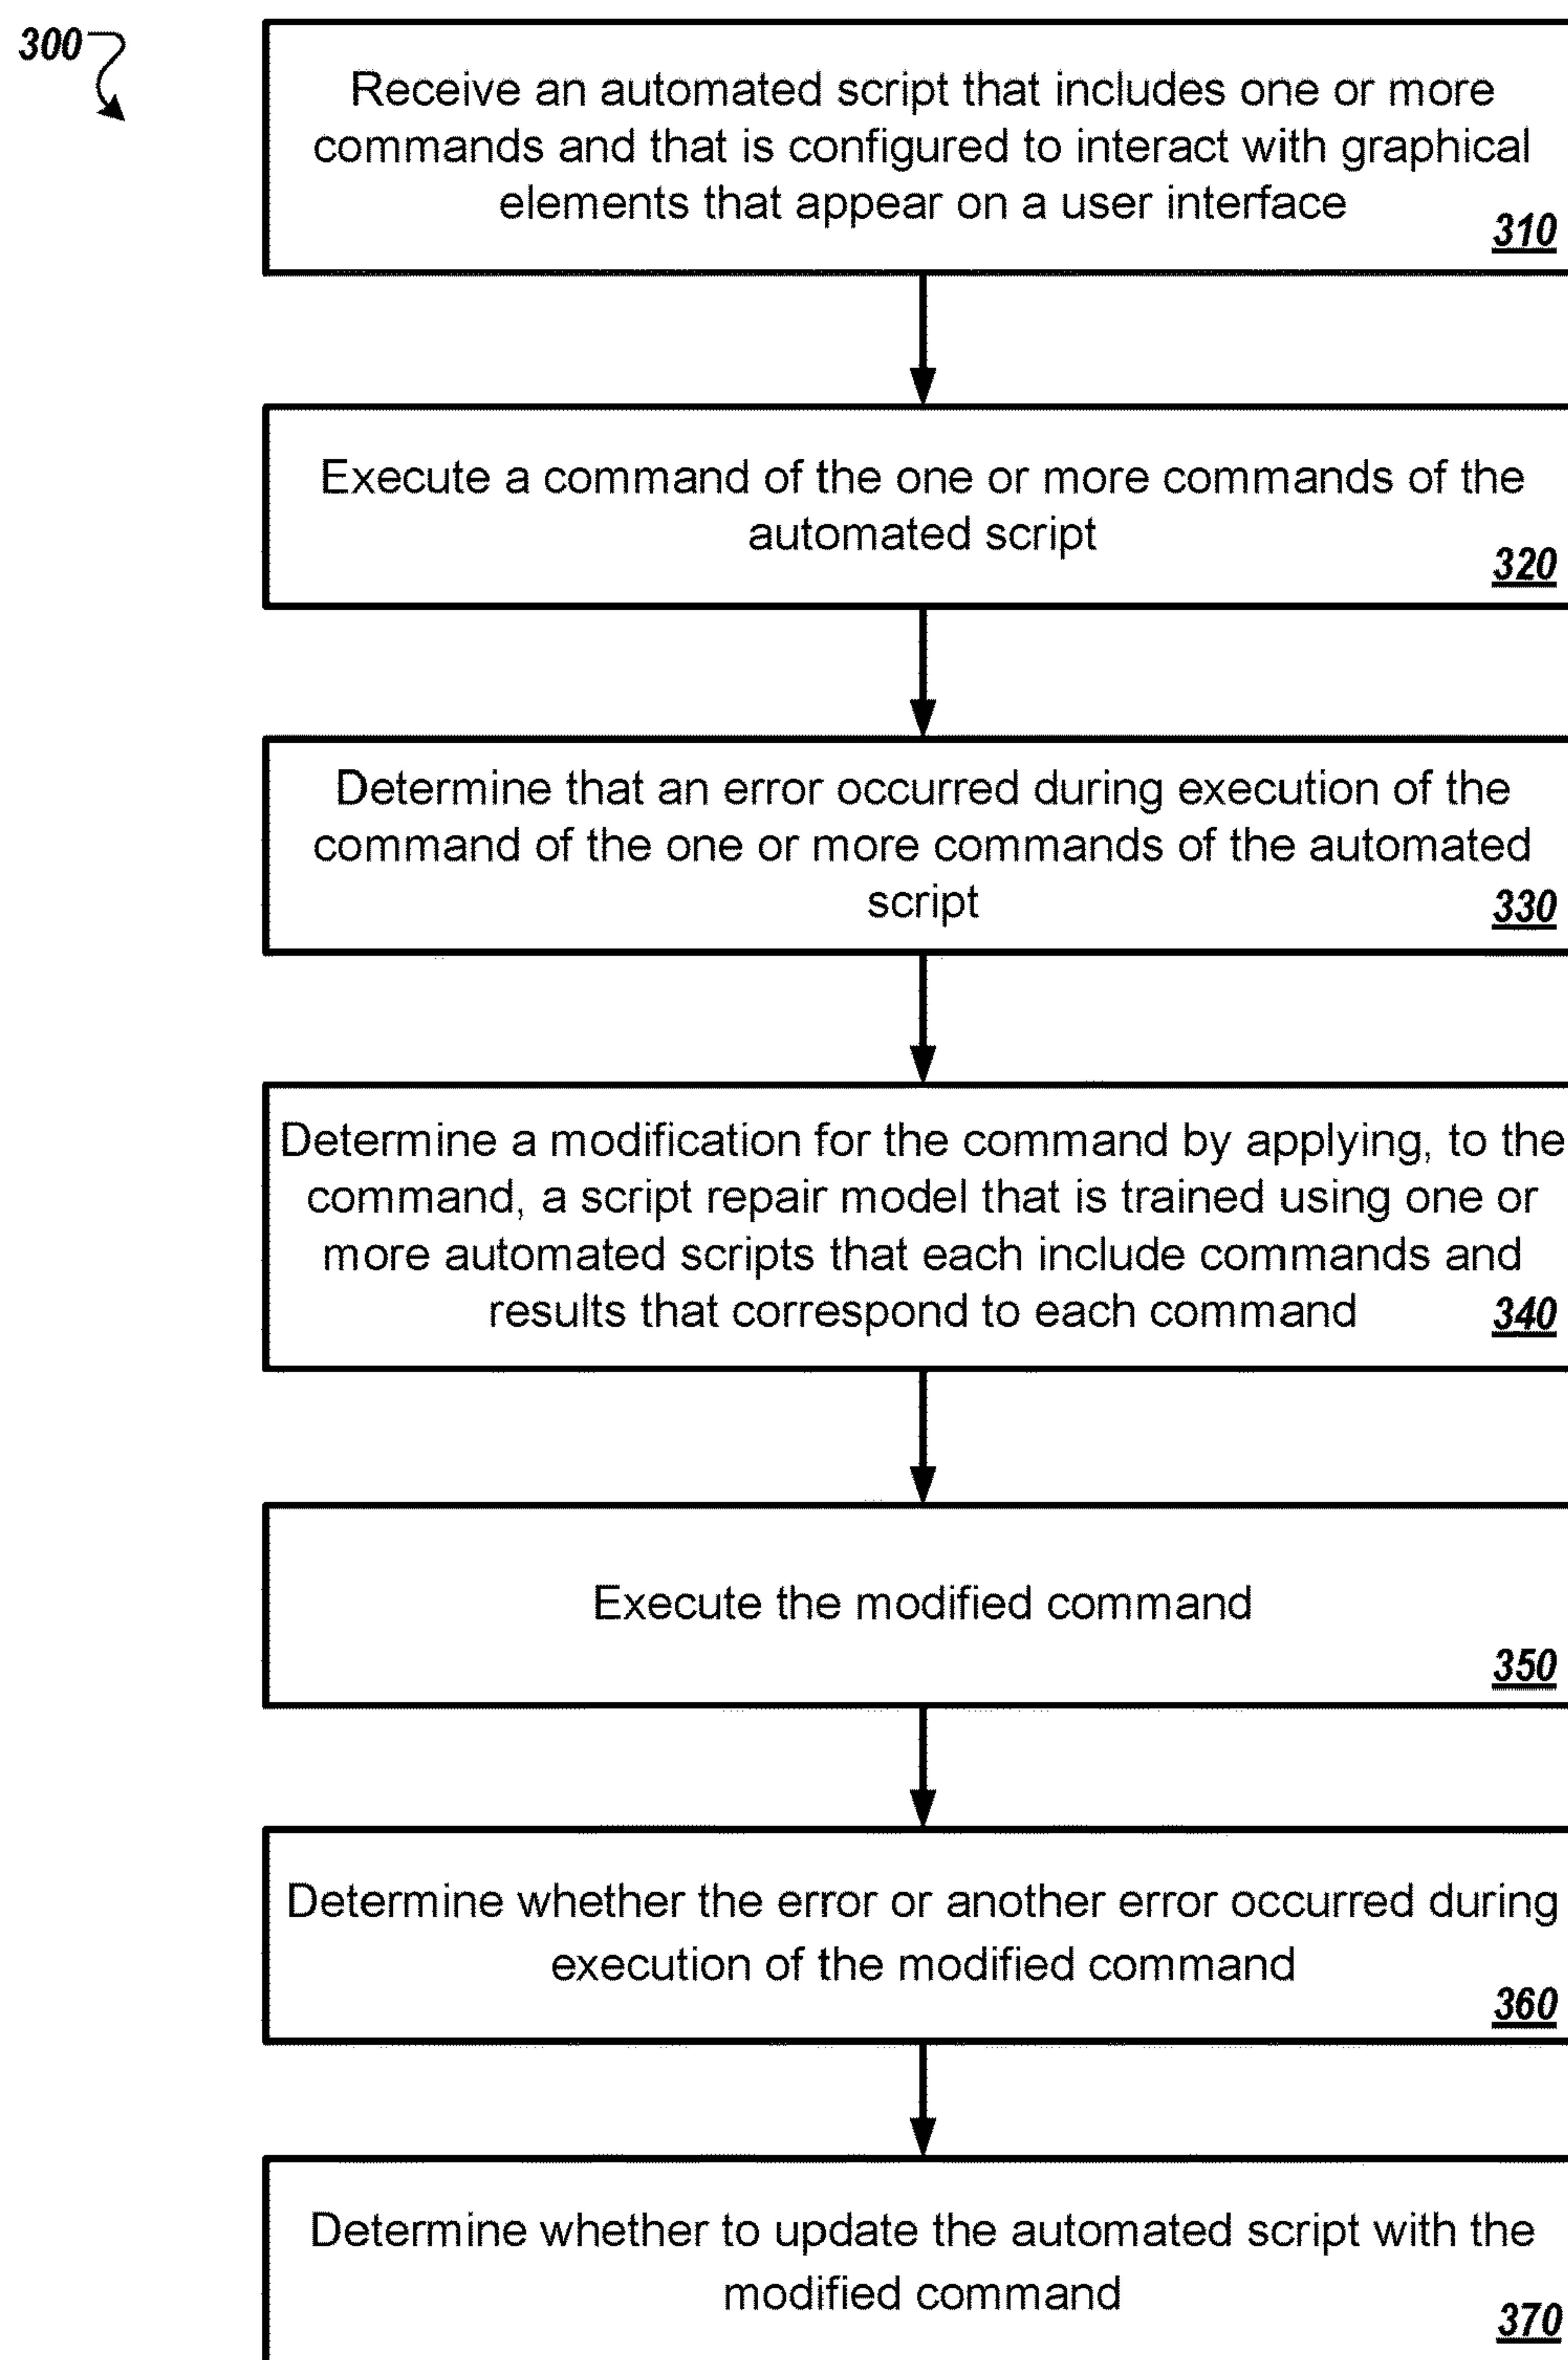 300
Receive an automated script that includes one or more
commands and that is configured to interact with graphical
elements that appear on a user interface
310
Execute a command of the one or more commands of the
automated script
320
Determine that an error occurred during execution of the
command of the one or more commands of the automated
script
330
Determine a modification for the command by applying, to the
command, a script repair model that is trained using one or
more automated scripts that each include commands and
results that correspond to each command
340
Execute the modified command
350
Determine whether the error or another error occurred during
execution of the modified command
360
Determine whether to update the automated script with the
modified command
370